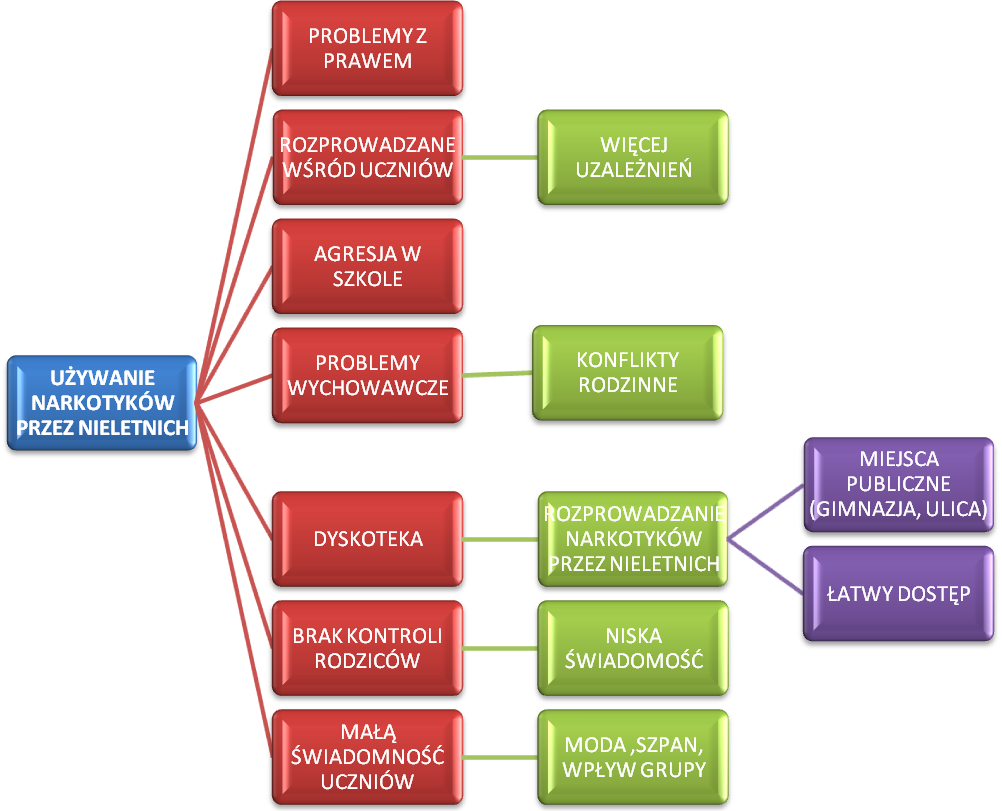 PROBLEMY Z
PRAWEM
ROZPROWADZANE
WŚRÓD UCZNIÓW
WIĘCEJ
UZALEŻNIEŃ
AGRESJA W
SZKOLE
PROBLEMY
WYCHOWAWCZE
KONFLIKTY
RODZINNE
UŻYWANIE
NARKOTYKÓW
PRZEZ NIELETNICH
DYSKOTEKA
ROZPROWADZANIE
NARKOTYKÓW
PRZEZ NIELETNICH
MIEJSCA
PUBLICZNE
(GIMNAZJA, ULICA)
ŁATWY DOSTĘP
BRAK KONTROLI
RODZICÓW
NISKA
ŚWIADOMOŚĆ
MAŁĄ
ŚWIADOMNOŚĆ
UCZNIÓW
MODA ,SZPAN,
WPŁYW GRUPY